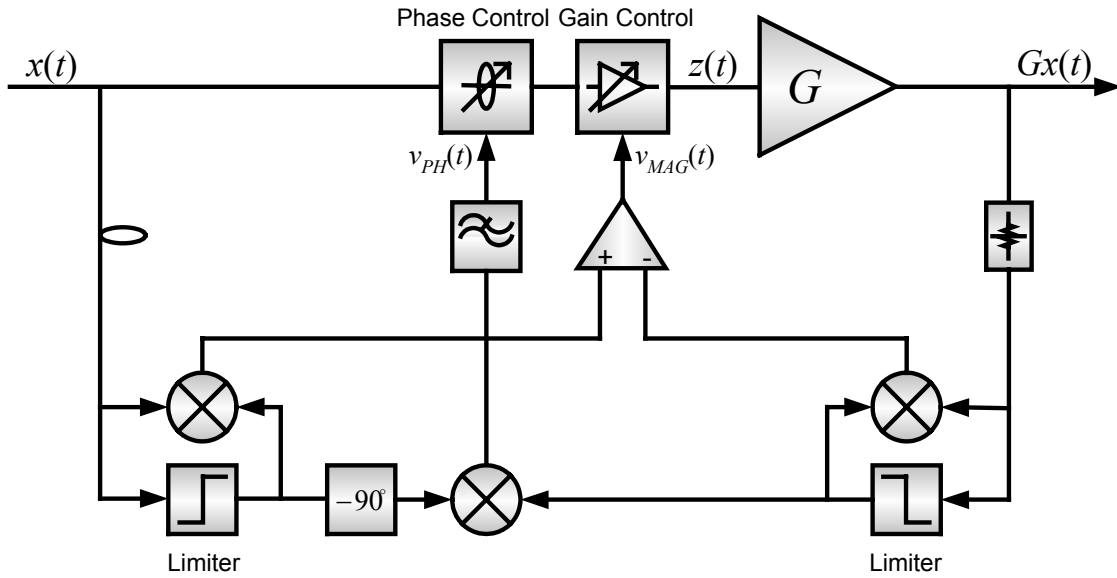 Phase Control Gain Control
x(t)
z(t)
G
Gx(t)
v_PH(t)
v_MAG(t)
+ -
−90°
Limiter
Limiter